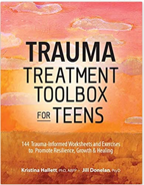 TRAUMA
TREATMENT
TOOLBOX
FOR TEENS
144 Trauma-Informed Worksheets and Exercises
to Promote Resilience, Growth & Healing
Kristina Hallett PhD, ABPP • Jill Donelan PsyD